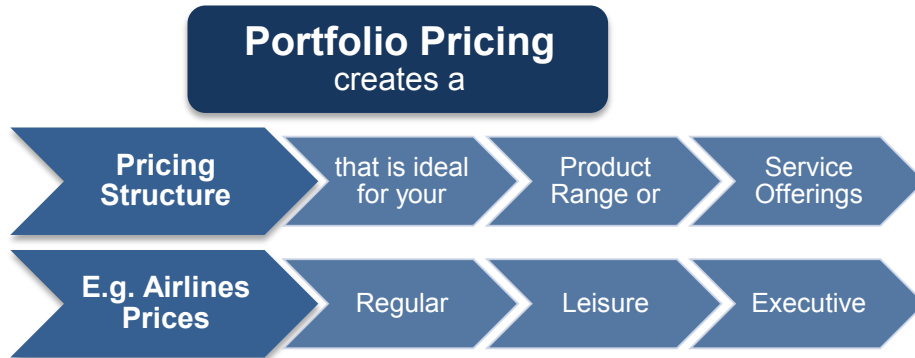 Portfolio Pricing
creates a
Pricing
Structure
that is ideal
for your
Product
Range or
Service
Offerings
E.g. Airlines
Prices
Regular
Leisure
Executive